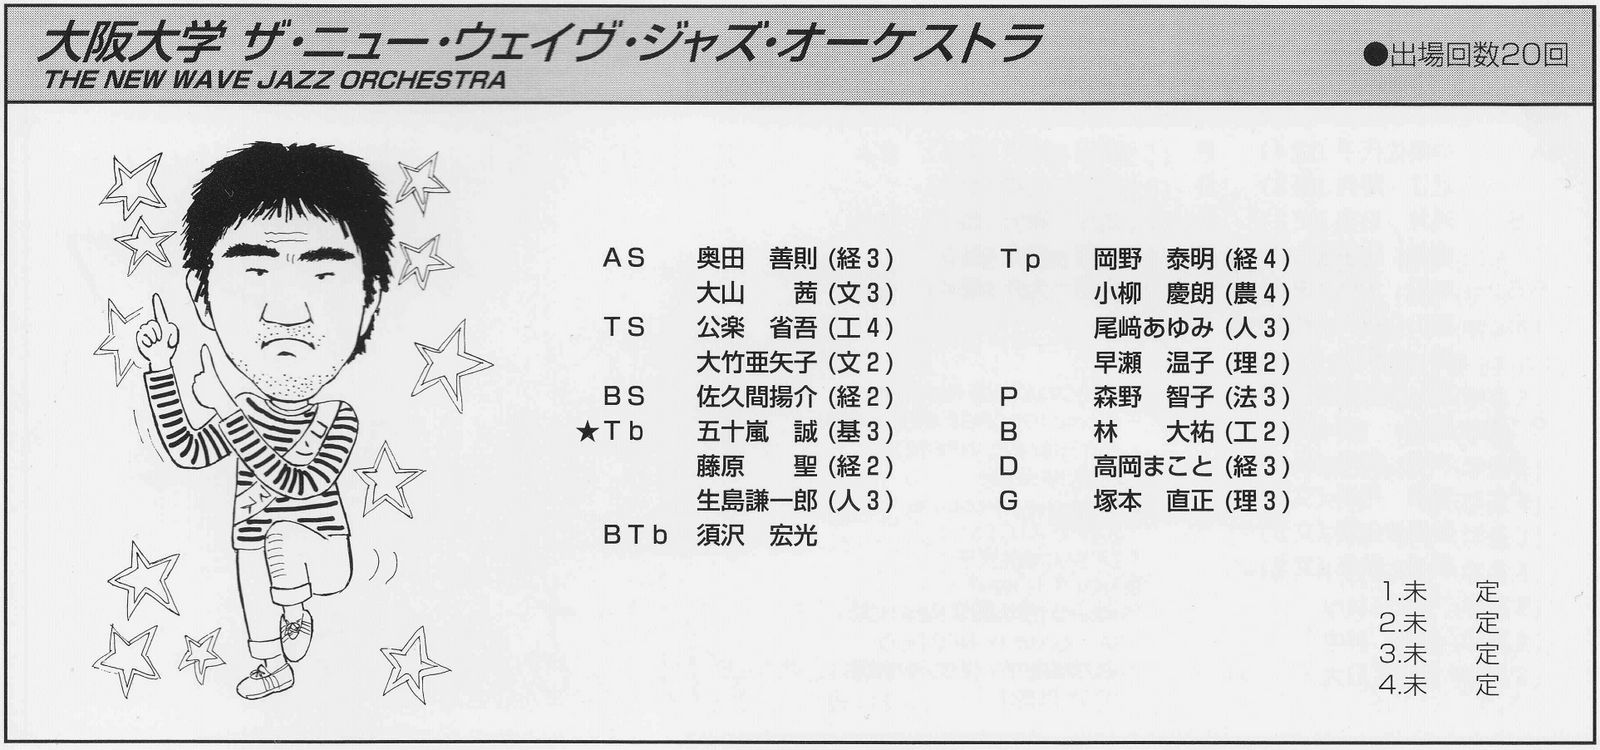 大阪大学 ザ・ニュー・ウェイヴ・ジャズ・オーケストラ
THE NEW WAVE JAZZ ORCHESTRA
●出場回数20回
AS 奥田 善則(経3)
大山 茜(文3)
TS 公楽 省吾(工4)
大竹亜矢子(文2)
BS 佐久間揚介(経2)
★Tb 五十嵐 誠(基3)
藤原 聖(経2)
生島謙一郎(人3)
BTb 須沢 宏光
Tp 岡野 泰明(経4)
小柳 慶朗(農4)
尾﨑あゆみ(人3)
早瀬 温子(理2)
P 森野 智子(法3)
B 林 大祐(工2)
D 高岡まこと(経3)
G 塚本 直正(理3)
1.未 定
2.未 定
3.未 定
4.未 定